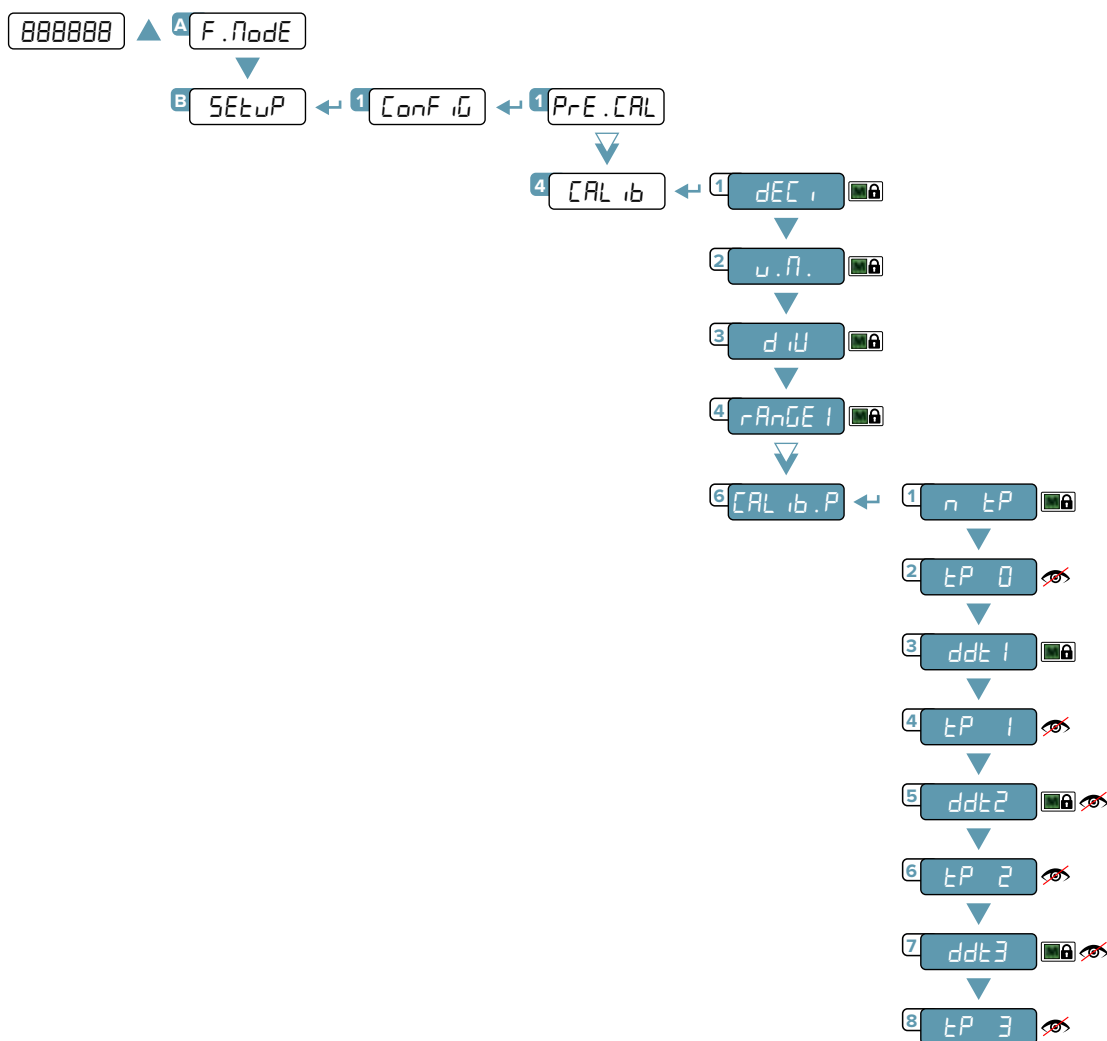 888888 A F.ModE
B SEtuP 1 ConFiG 1 PrE.CAL
4 CALib 1 dECi M
2 u.M. M
3 diU M
4 rAnGE1 M
6 CALib.P 1 n tP M
2 tP 0
3 ddt1 M
4 tP 1
5 ddt2 M
6 tP 2
7 ddt3 M
8 tP 3